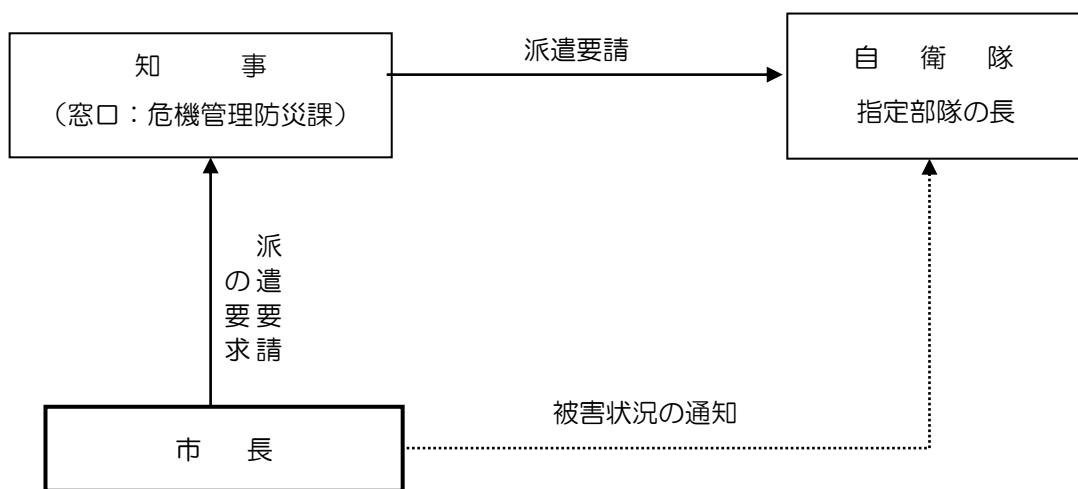 知　　　事
（窓口：危機管理防災課）
派遣要請
自　衛　隊
指定部隊の長
派遣要請
の要求
被害状況の通知
市　　長